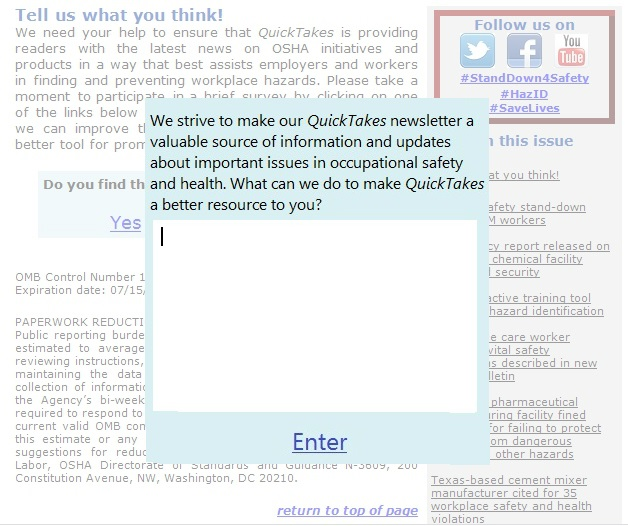 Tell us what you think!
We need your help to ensure that QuickTakes is providing
readers with the latest news on OSHA initiatives and
products in a way that best assists employers and workers
in finding and preventing workplace hazards. Please take a
moment to participate in a brief survey by clicking on one
of the links below
we can improve th
better tool for pron
Do you find th
Yes
OMB Control Number 1
Expiration date: 07/15/
PAPERWORK REDUCTI
Public reporting burde
estimated to average
reviewing instructions,
maintaining the data
collection of informatio
the Agency's bi-week
required to respond to
current valid OMB con
this estimate or any
suggestions for reduc
Labor, OSHA Directorate of Standards and Guidance N-3609, 200
Constitution Avenue, NW, Washington, DC 20210.
return to top of page
We strive to make our QuickTakes newsletter a
valuable source of information and updates
about important issues in occupational safety
and health. What can we do to make QuickTakes
a better resource to you?
Enter
Follow us on
You
Tube
#StandDown4Safety
#HazID
#SaveLives
n this issue
at you think!
afety stand-down
M workers
cy report released on
chemical facility
d security
active training tool
hazard identification
e care worker
vital safety
ns described in new
lletin
pharmaceutical
uring facility fined
for failing to protect
om dangerous
other hazards
Texas-based cement mixer
manufacturer cited for 35
workplace safety and health
violations